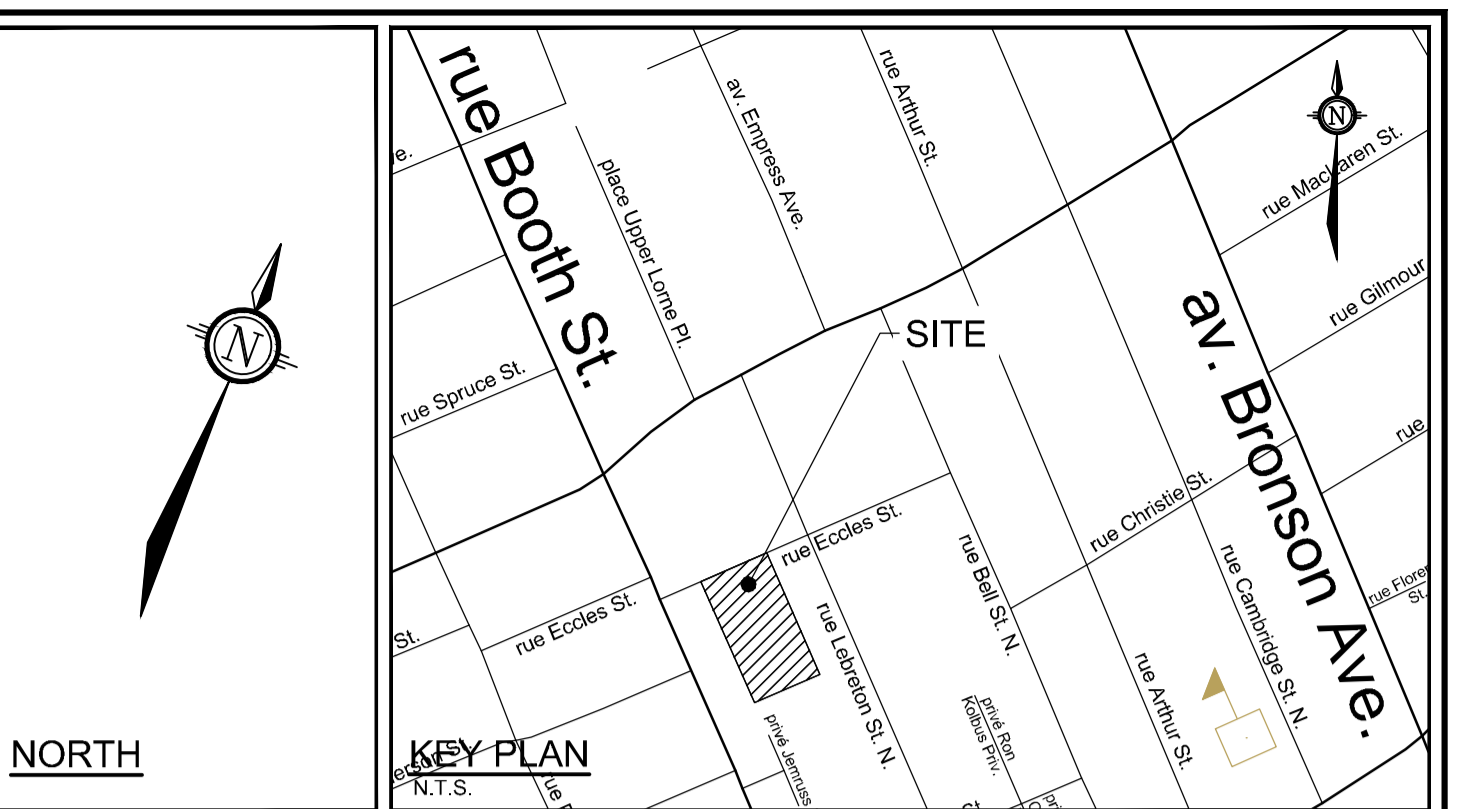 N
NORTH
rue Booth St.
place Upper Lorne Pl.
av. Empress Ave.
rue Arthur St.
N
rue MacLaren St.
rue Gilmour
av. Bronson Ave.
SITE
rue Spruce St.
rue
rue Christie St.
rue Eccles St.
rue Eccles St.
rue Bell St. N.
rue Lebreton St. N.
rue Cambridge St. N.
rue Arthur St.
St.
privé Ron
Kolbus Priv.
privé Jemruss
KEY PLAN
N.T.S.